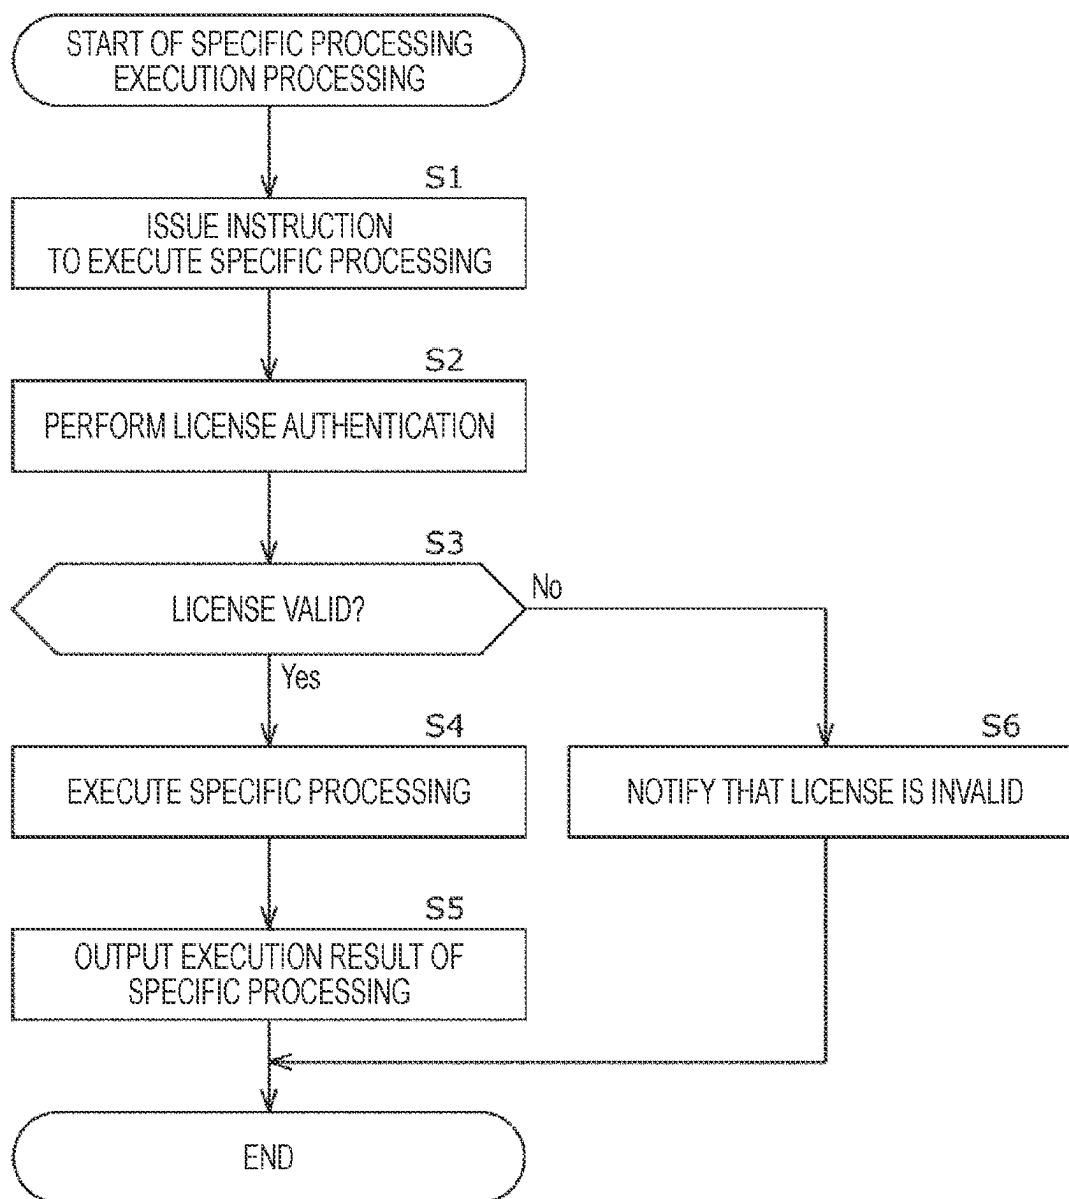 START OF SPECIFIC PROCESSING
EXECUTION PROCESSING
S1
ISSUE INSTRUCTION
TO EXECUTE SPECIFIC PROCESSING
S2
PERFORM LICENSE AUTHENTICATION
S3
LICENSE VALID?
No
Yes
S4
EXECUTE SPECIFIC PROCESSING
S6
NOTIFY THAT LICENSE IS INVALID
S5
OUTPUT EXECUTION RESULT OF
SPECIFIC PROCESSING
END